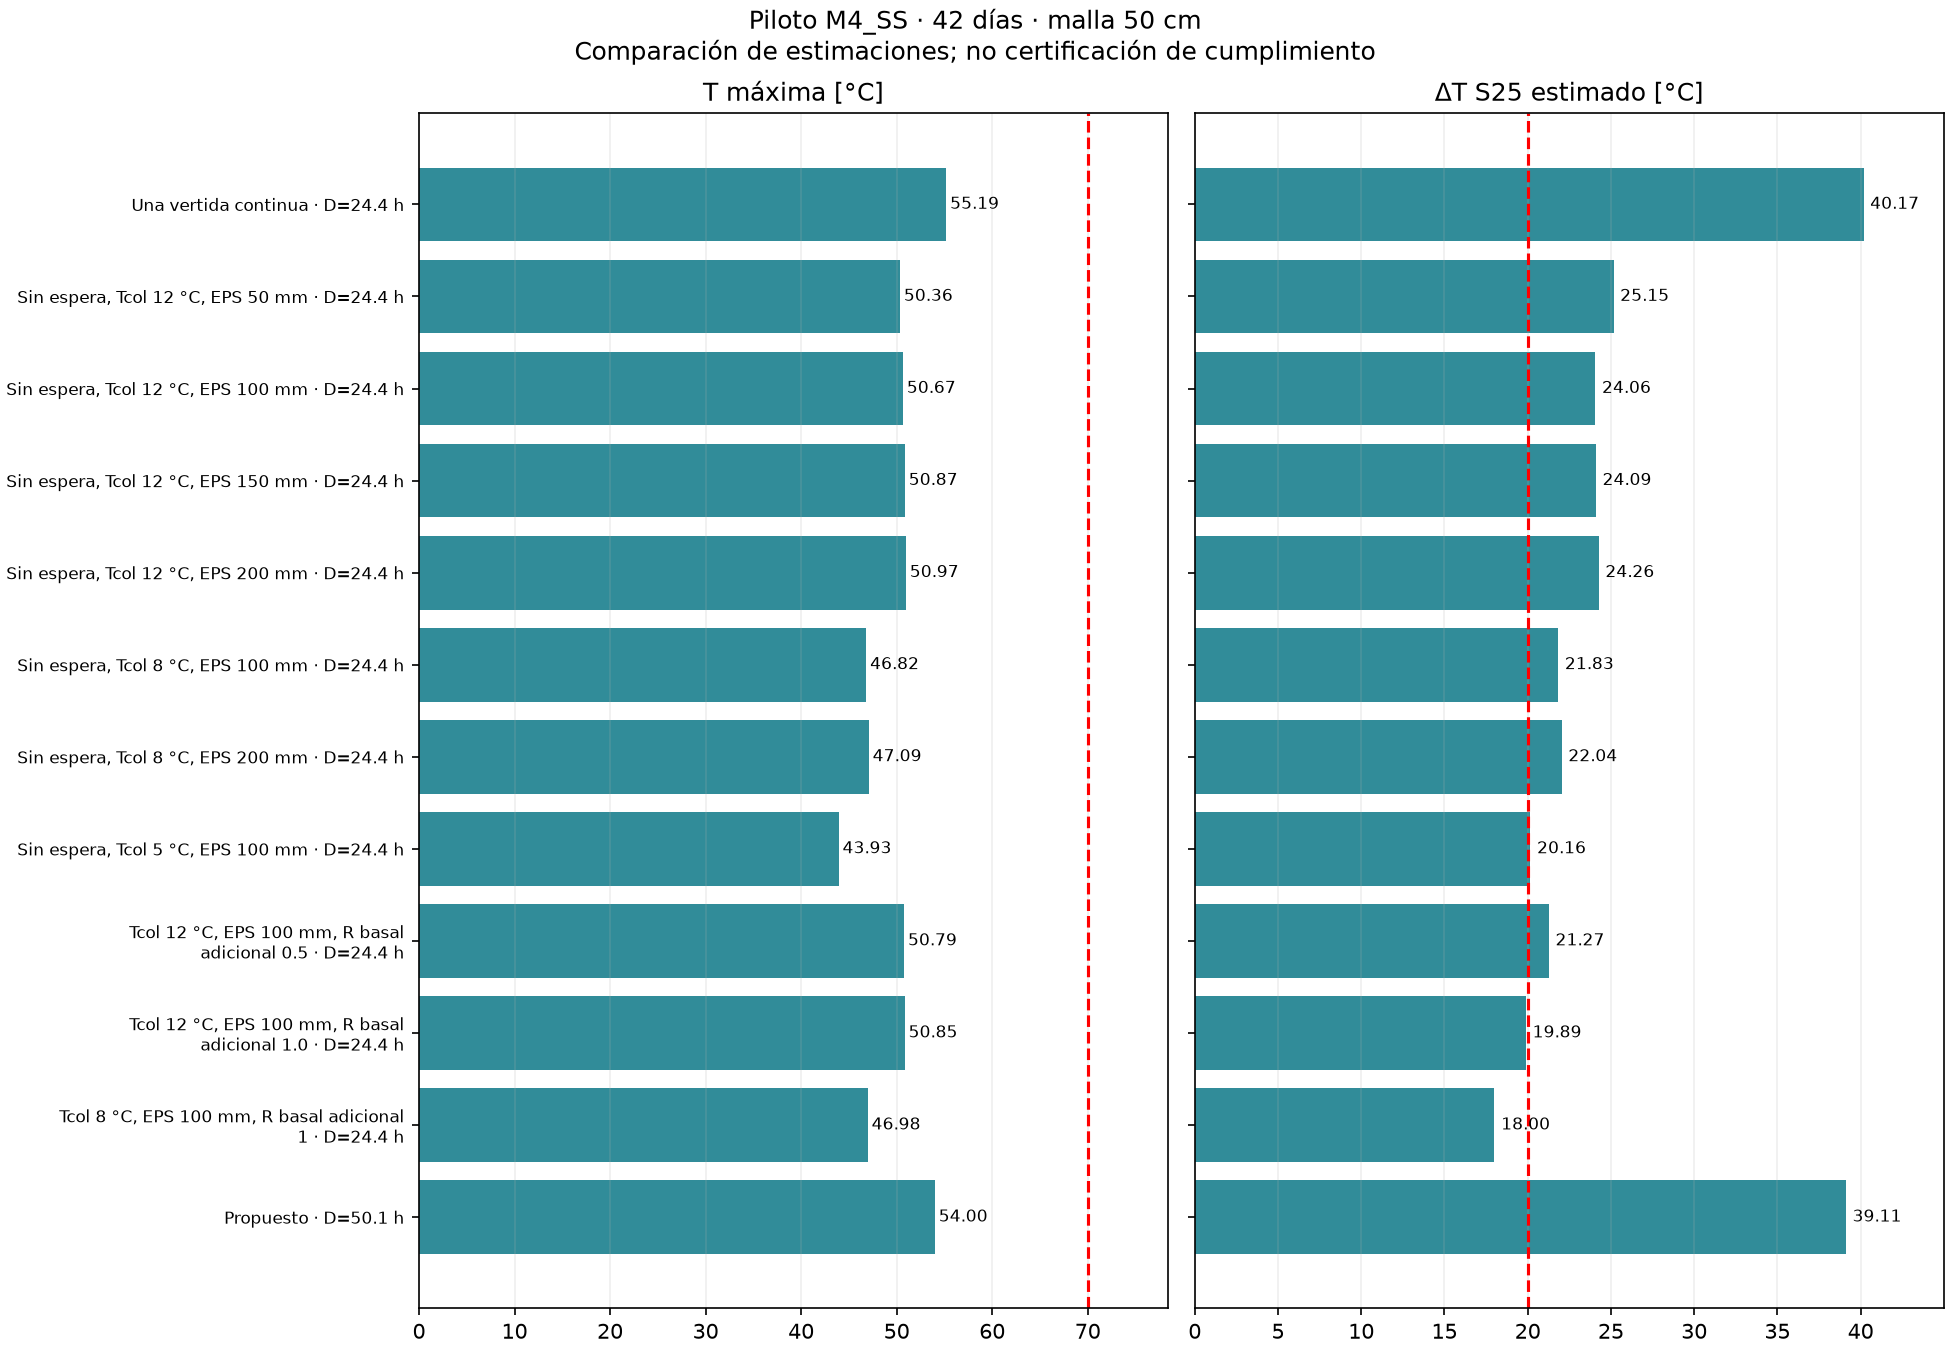 Piloto M4_SS · 42 días · malla 50 cm
Comparación de estimaciones; no certificación de cumplimiento
T máxima [°C]
ΔT S25 estimado [°C]
Una vertida continua · D=24.4 h
55.19
40.17
Sin espera, Tcol 12 °C, EPS 50 mm · D=24.4 h
50.36
25.15
Sin espera, Tcol 12 °C, EPS 100 mm · D=24.4 h
50.67
24.06
Sin espera, Tcol 12 °C, EPS 150 mm · D=24.4 h
50.87
24.09
Sin espera, Tcol 12 °C, EPS 200 mm · D=24.4 h
50.97
24.26
Sin espera, Tcol 8 °C, EPS 100 mm · D=24.4 h
46.82
21.83
Sin espera, Tcol 8 °C, EPS 200 mm · D=24.4 h
47.09
22.04
Sin espera, Tcol 5 °C, EPS 100 mm · D=24.4 h
43.93
20.16
Tcol 12 °C, EPS 100 mm, R basal
adicional 0.5 · D=24.4 h
50.79
21.27
Tcol 12 °C, EPS 100 mm, R basal
adicional 1.0 · D=24.4 h
50.85
19.89
Tcol 8 °C, EPS 100 mm, R basal adicional
1 · D=24.4 h
46.98
18.00
Propuesto · D=50.1 h
54.00
39.11
0 10 20 30 40 50 60 70
0 5 10 15 20 25 30 35 40